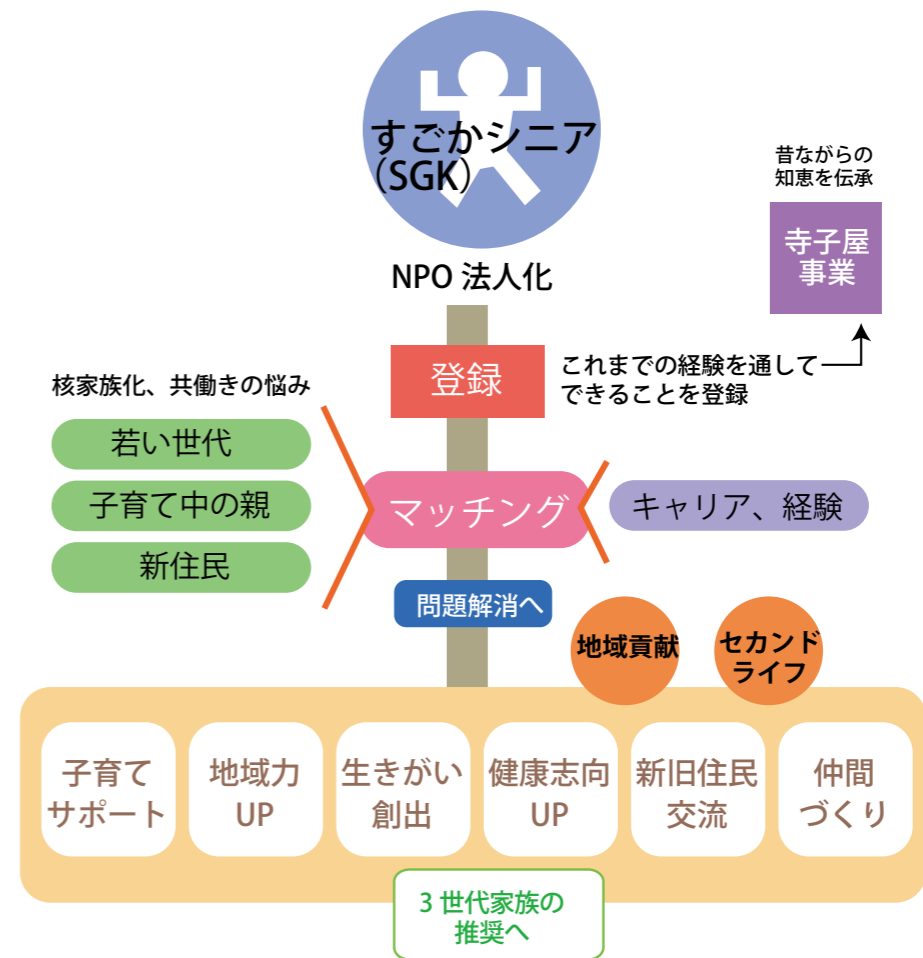 すごかシニア
（SGK）
NPO 法人化
昔ながらの
知恵を伝承
寺子屋
事業
登録
これまでの経験を通して
できることを登録
核家族化、共働きの悩み
若い世代
子育て中の親
新住民
マッチング
キャリア、経験
問題解消へ
地域貢献
セカンド
ライフ
子育て
サポート
地域力
UP
生きがい
創出
健康志向
UP
新旧住民
交流
仲間
づくり
3 世代家族の
推奨へ